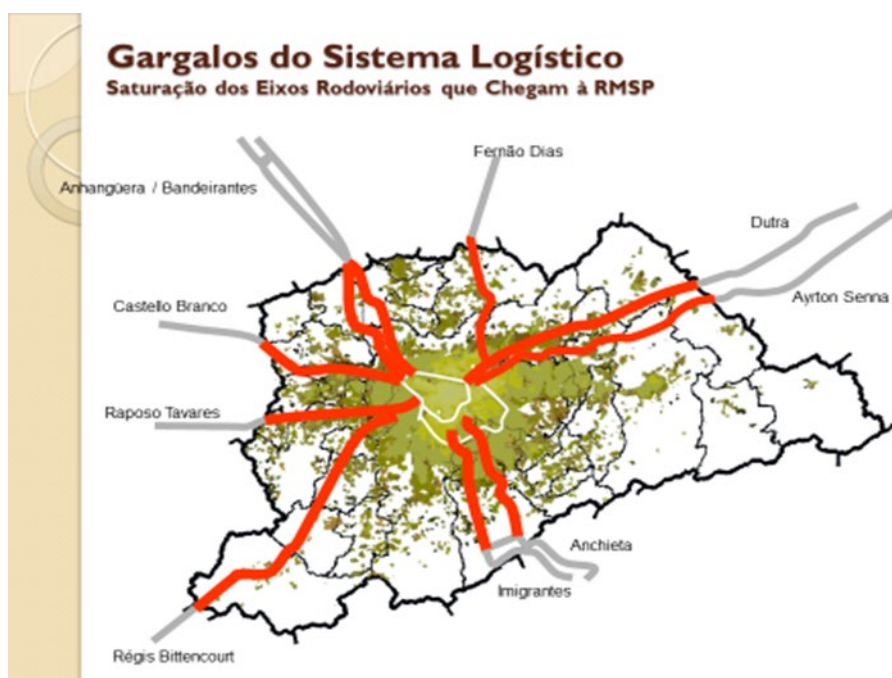 Gargalos do Sistema Logístico
Saturação dos Eixos Rodoviários que Chegam à RMSP
Fernão Dias
Anhangüera / Bandeirantes
Dutra
Ayrton Senna
Castello Branco
Raposo Tavares
Anchieta
Imigrantes
Régis Bittencourt